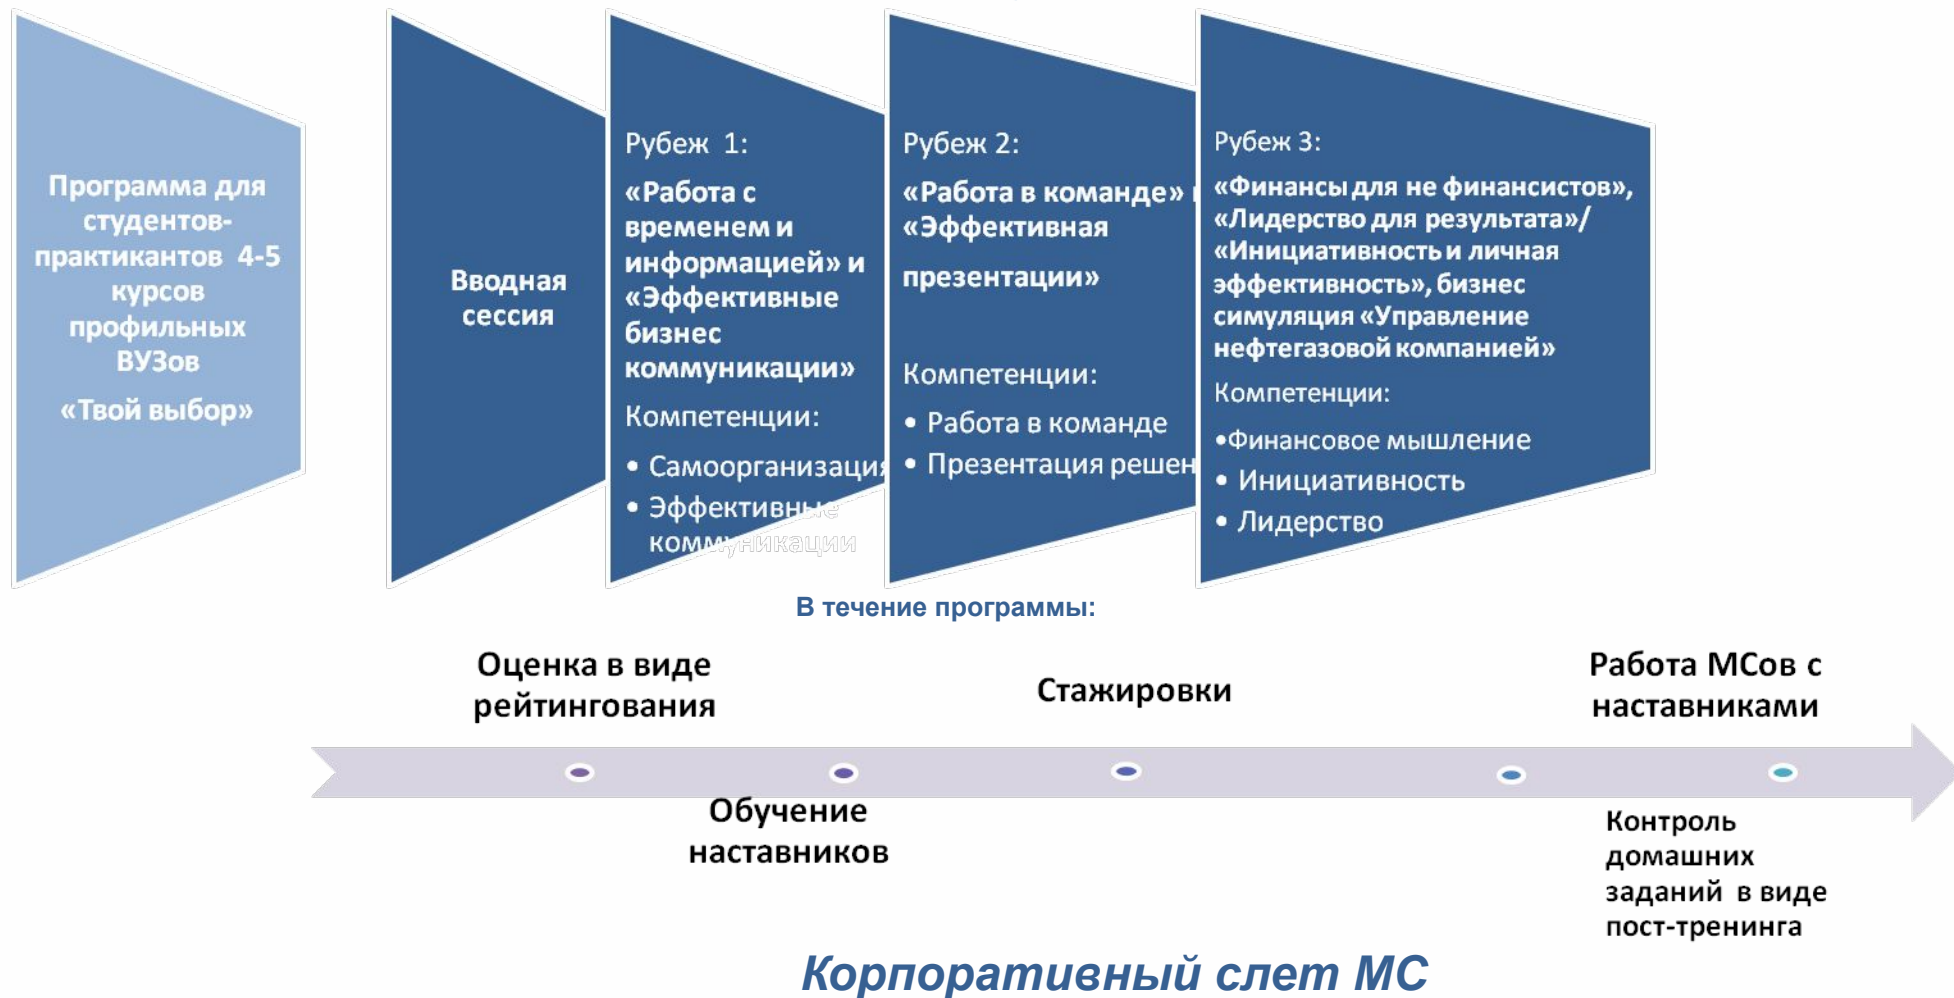 Программа для
студентов-
практикантов 4-5
курсов
профильных
ВУЗов
«Твой выбор»
Вводная
сессия
Рубеж 1:
«Работа с
временем и
информацией» и
«Эффективные
бизнес
коммуникации»
Компетенции:
• Самоорганизация
• Эффективные
коммуникации
Рубеж 2:
«Работа в команде»
«Эффективная
презентации»
Компетенции:
• Работа в команде
• Презентация
Рубеж 3:
«Финансы для не финансистов»,
«Лидерство для результата»/
«Инициативность и личная
эффективность», бизнес
симуляция «Управление
нефтегазовой компанией»
Компетенции:
•Финансовое мышление
• Инициативность
• Лидерство
В течение программы:
Оценка в виде
рейтингования
Обучение
наставников
Стажировки
Работа МСов с
наставниками
Контроль
домашних
заданий в виде
пост-тренинга
Корпоративный слет МС